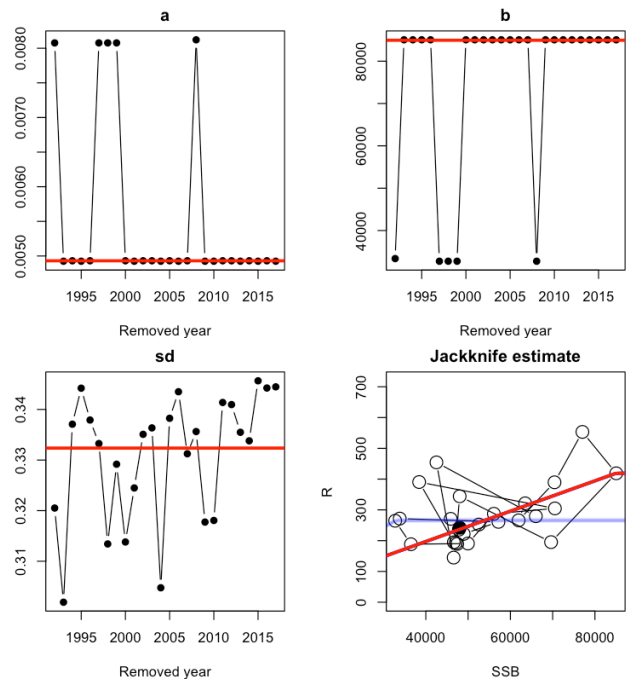 a
0.0050 0.0060 0.0070 0.0080
1995 2000 2005 2010 2015
Removed year
b
40000 60000 80000
1995 2000 2005 2010 2015
Removed year
sd
0.31 0.32 0.33 0.34
1995 2000 2005 2010 2015
Removed year
Jackknife estimate
R
0 100 300 500 700
40000 60000 80000
SSB